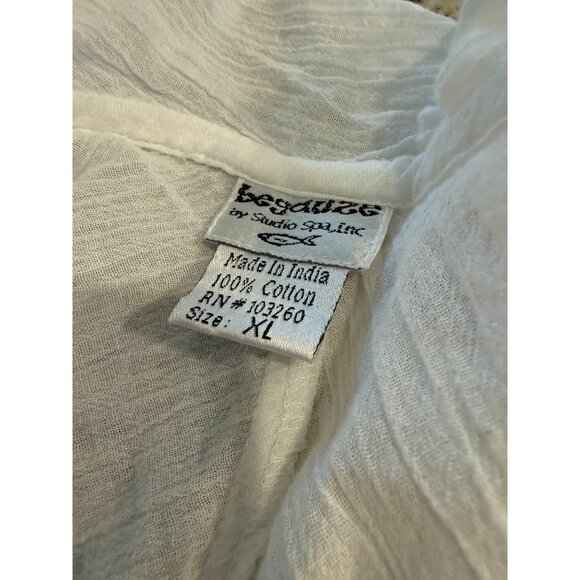 begauze
by Studio Spa, Inc
Made In India
100% Cotton
RN# 103260
Size: XL